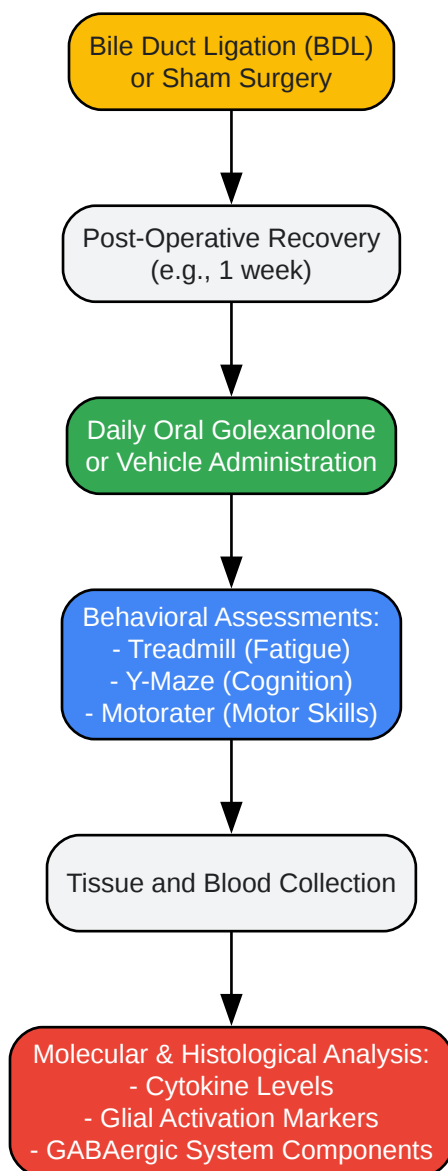 Bile Duct Ligation (BDL)
or Sham Surgery
Post-Operative Recovery
(e.g., 1 week)
Daily Oral Golexanolone
or Vehicle Administration
Behavioral Assessments:
- Treadmill (Fatigue)
- Y-Maze (Cognition)
- Motorater (Motor Skills)
Tissue and Blood Collection
Molecular & Histological Analysis:
- Cytokine Levels
- Glial Activation Markers
- GABAergic System Components